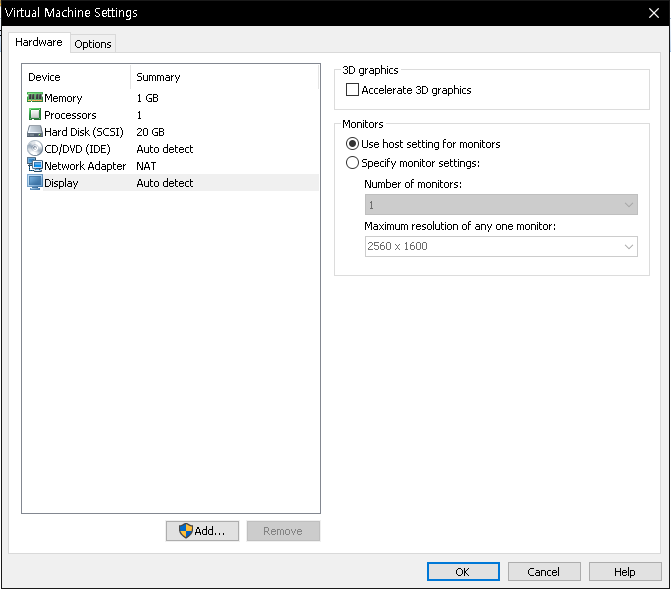 Virtual Machine Settings
Hardware
Options
Device Summary
Memory 1 GB
Processors 1
Hard Disk (SCSI) 20 GB
CD/DVD (IDE) Auto detect
Network Adapter NAT
Display Auto detect
Add...
Remove
3D graphics
Accelerate 3D graphics
Monitors
Use host setting for monitors
Specify monitor settings:
Number of monitors:
1
Maximum resolution of any one monitor:
2560 x 1600
OK
Cancel
Help